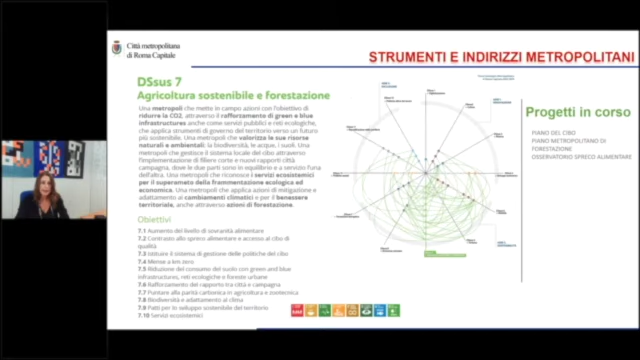 Città metropolitana
di Roma Capitale
STRUMENTI E INDIRIZZI METROPOLITANI
DSsus 7
Agricoltura sostenibile e forestazione
Una metropoli che mette in campo azioni con l'obiettivo di
ridurre la CO2, attraverso il rafforzamento di green e blue
infrastructures anche come servizi pubblici e reti ecologiche,
che applica strumenti di governo del territorio verso un futuro
più sostenibile. Una metropoli che valorizza le sue risorse
naturali e ambientali: la biodiversità, le acque, i suoli. Una
metropoli che gestisce il sistema locale del cibo attraverso
l'implementazione di filiere corte e nuovi rapporti città
campagna, dove le due parti sono in equilibrio e a servizio l'una
dell'altra. Una metropoli che riconosce i servizi ecosistemici
per il superamento della frammentazione ecologica ed
economica. Una metropoli che applica azioni di mitigazione e
adattamento ai cambiamenti climatici e per il benessere
territoriale, anche attraverso azioni di forestazione.
Obiettivi
7.1 Aumento del livello di sovranità alimentare
7.2 Contrasto allo spreco alimentare e accesso al cibo di
qualità
7.3 Istituire il sistema di gestione delle politiche del cibo
7.4 Mense a km zero
7.5 Riduzione del consumo del suolo con green and blue
infrastructures, reti ecologiche e foreste urbane
7.6 Rafforzamento del rapporto tra città e campagna
7.7 Puntare alla parità carbonica in agricoltura e zootecnica
7.8 Biodiversità e adattamento al clima
7.9 Patti per lo sviluppo sostenibile del territorio
7.10 Servizi ecosistemici
Progetti in corso
PIANO DEL CIBO
PIANO METROPOLITANO DI
FORESTAZIONE
OSSERVATORIO SPRECO ALIMENTARE